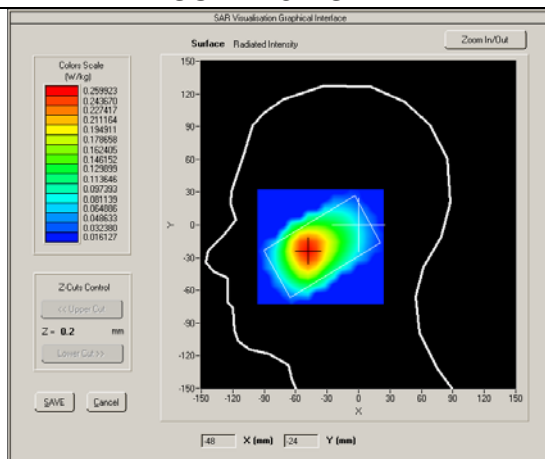 SAR Visualisation Graphical Interface
Surface Radiated Intensity
Zoom In/Out
Colors Scale
(W/kg)
0.259923
0.243670
0.227417
0.211164
0.194911
0.178658
0.162405
0.146152
0.129899
0.113646
0.097393
0.081139
0.064886
0.048633
0.032380
0.016127
Z-Cuts Control
<< Upper Cut
Z = 0.2 mm
Lower Cut >>
SAVE Cancel
150-
120-
90-
60-
30-
0-
-30-
-60-
-90-
-120-
-150-
Y
-150 -120 -90 -60 -30 0 30 60 90 120 150
X
-48 X (mm) -24 Y (mm)